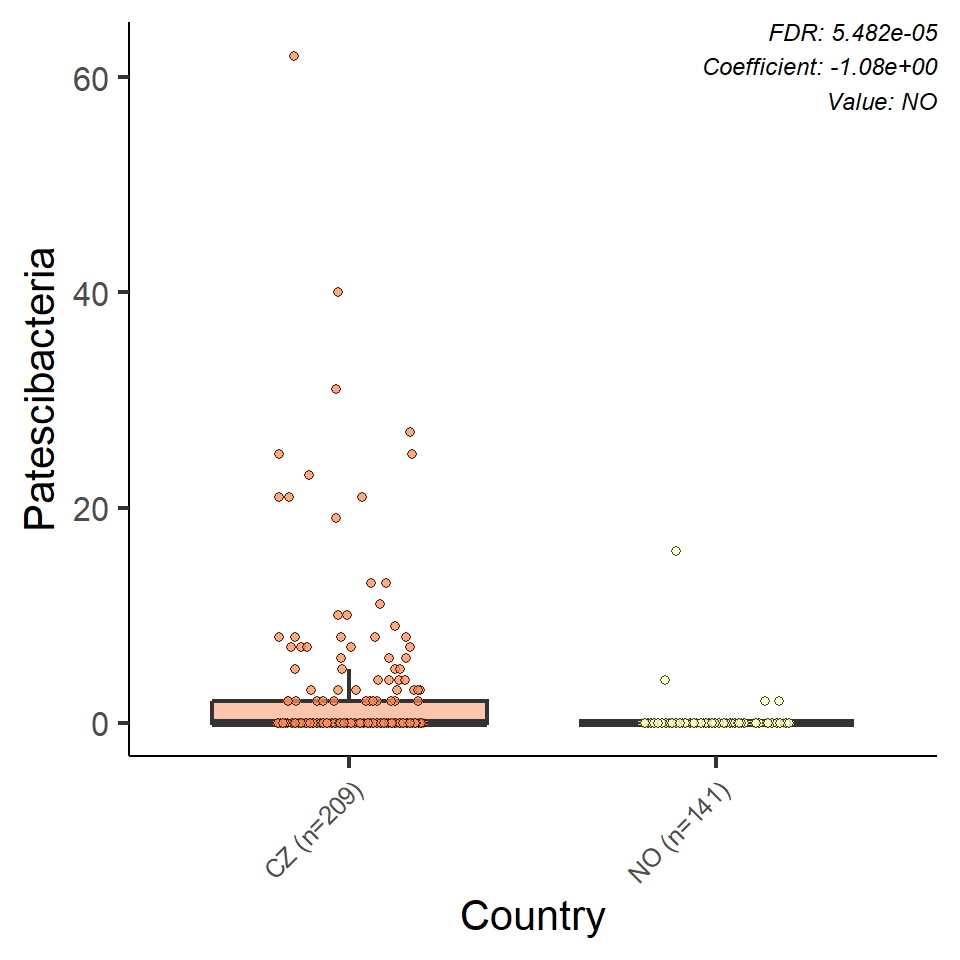 FDR: 5.482e-05
Coefficient: -1.08e+00
Value: NO
Patescibacteria
60
40
20
0
CZ (n=209)
NO (n=141)
Country